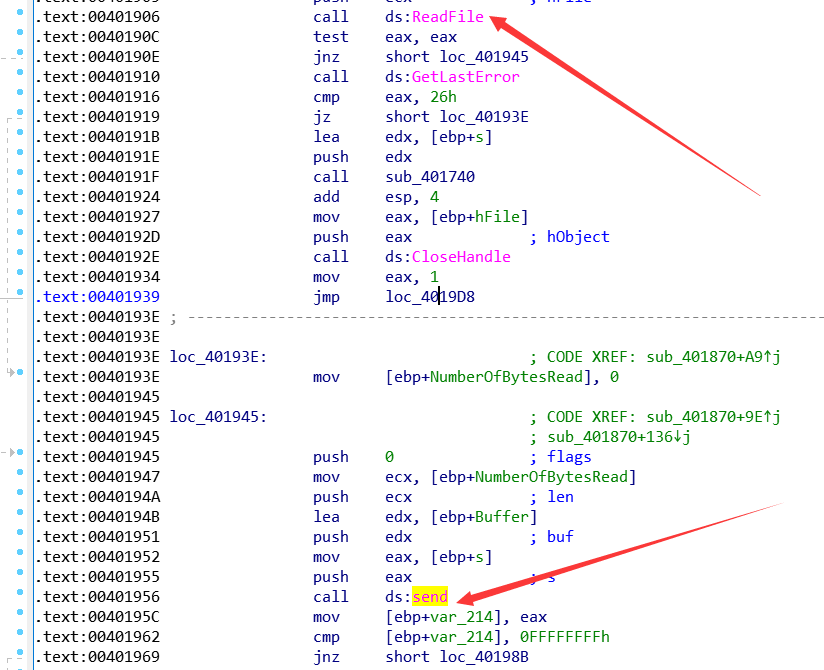 push ecx ; hFile
.text:00401906 call ds:ReadFile
.text:0040190C test eax, eax
.text:0040190E jnz short loc_401945
.text:00401910 call ds:GetLastError
.text:00401916 cmp eax, 26h
.text:00401919 jz short loc_40193E
.text:0040191B lea edx, [ebp+s]
.text:0040191E push edx
.text:0040191F call sub_401740
.text:00401924 add esp, 4
.text:00401927 mov eax, [ebp+hFile]
.text:0040192D push eax ; hObject
.text:0040192E call ds:CloseHandle
.text:00401934 mov eax, 1
.text:00401939 jmp loc_4019D8
.text:0040193E ; ---------------------------------------------------------------------------
.text:0040193E
.text:0040193E loc_40193E: ; CODE XREF: sub_401870+A9↑j
.text:0040193E mov [ebp+NumberOfBytesRead], 0
.text:00401945
.text:00401945 loc_401945: ; CODE XREF: sub_401870+9E↑j
.text:00401945 ; sub_401870+136↓j
.text:00401945 push 0 ; flags
.text:00401947 mov ecx, [ebp+NumberOfBytesRead]
.text:0040194A push ecx ; len
.text:0040194B lea edx, [ebp+Buffer]
.text:00401951 push edx ; buf
.text:00401952 mov eax, [ebp+s]
.text:00401955 push eax ; s
.text:00401956 call ds:send
.text:0040195C mov [ebp+var_214], eax
.text:00401962 cmp [ebp+var_214], 0FFFFFFFFh
.text:00401969 jnz short loc_40198B